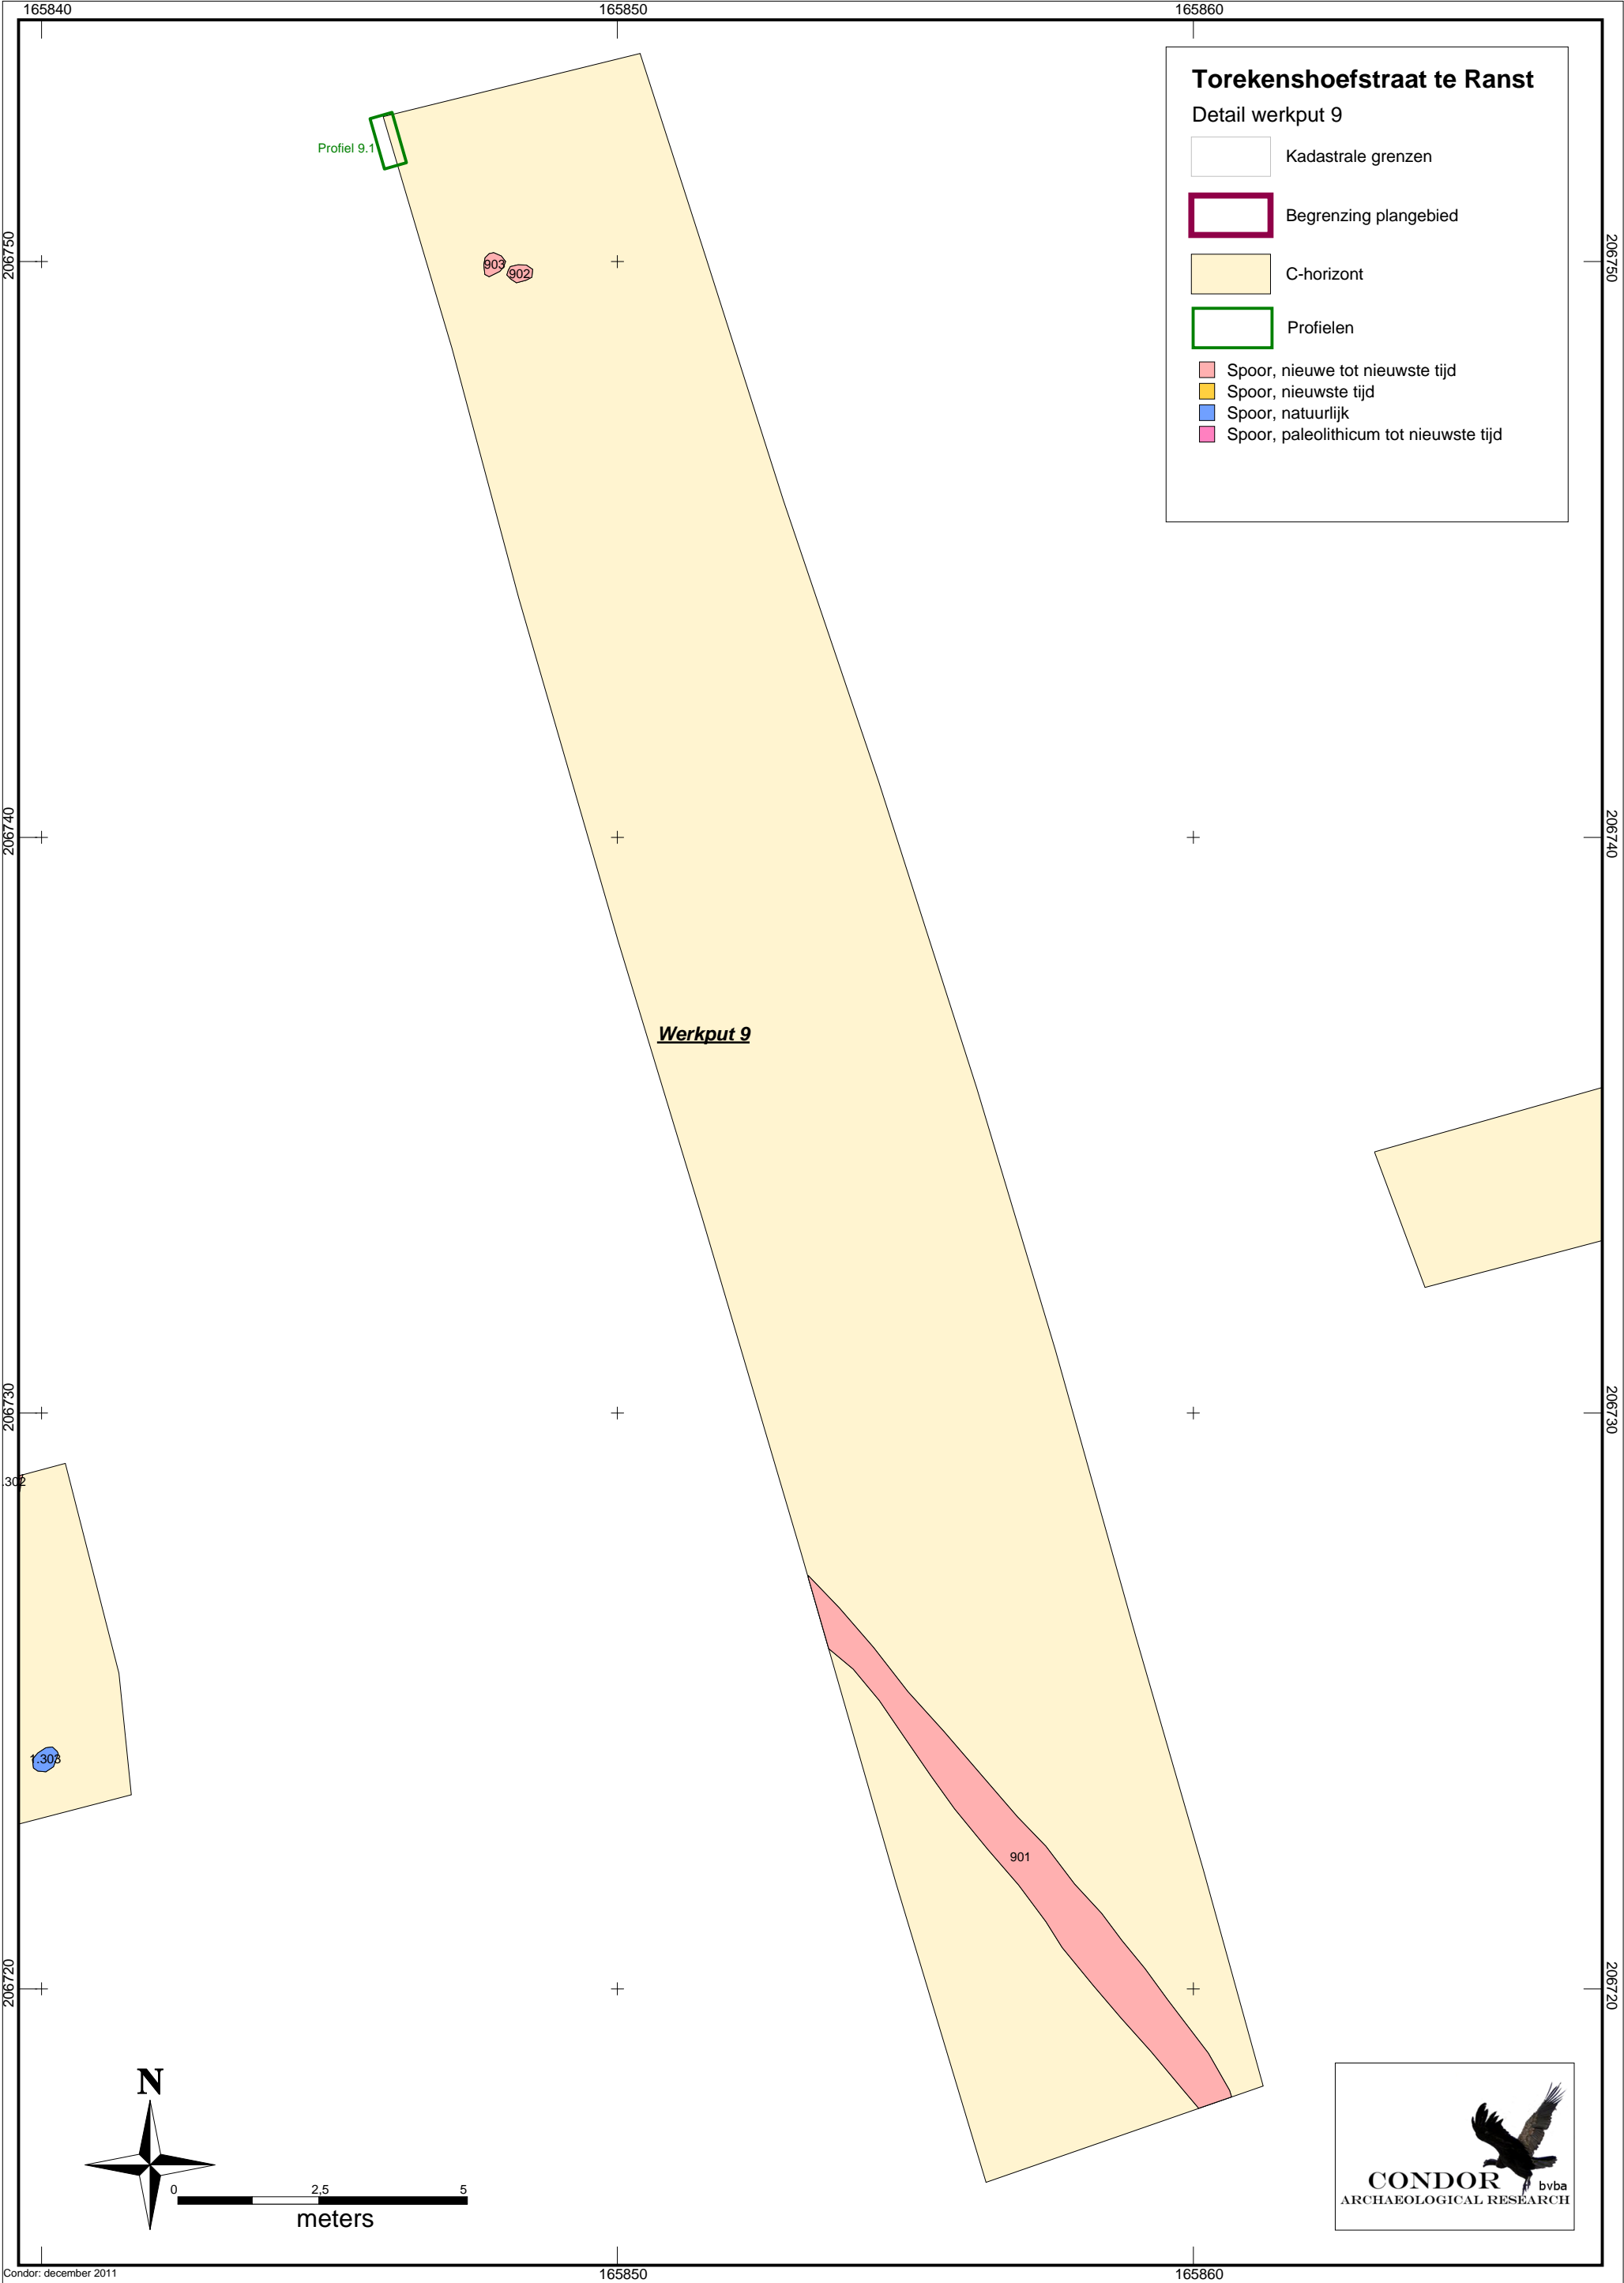 165840
165850
165860
Torekenshoefstraat te Ranst
Detail werkput 9
Kadastrale grenzen
Begrenzing plangebied
C-horizont
Profielen
Spoor, nieuwe tot nieuwste tijd
Spoor, nieuwste tijd
Spoor, natuurlijk
Spoor, paleolithicum tot nieuwste tijd
Profiel 9.1
206750
206750
903
902
206740
206740
Werkput 9
206730
206730
.302
1.303
901
206720
206720
N
0 2,5 5
meters
CONDOR bvba
ARCHAEOLOGICAL RESEARCH
Condor: december 2011
165850
165860